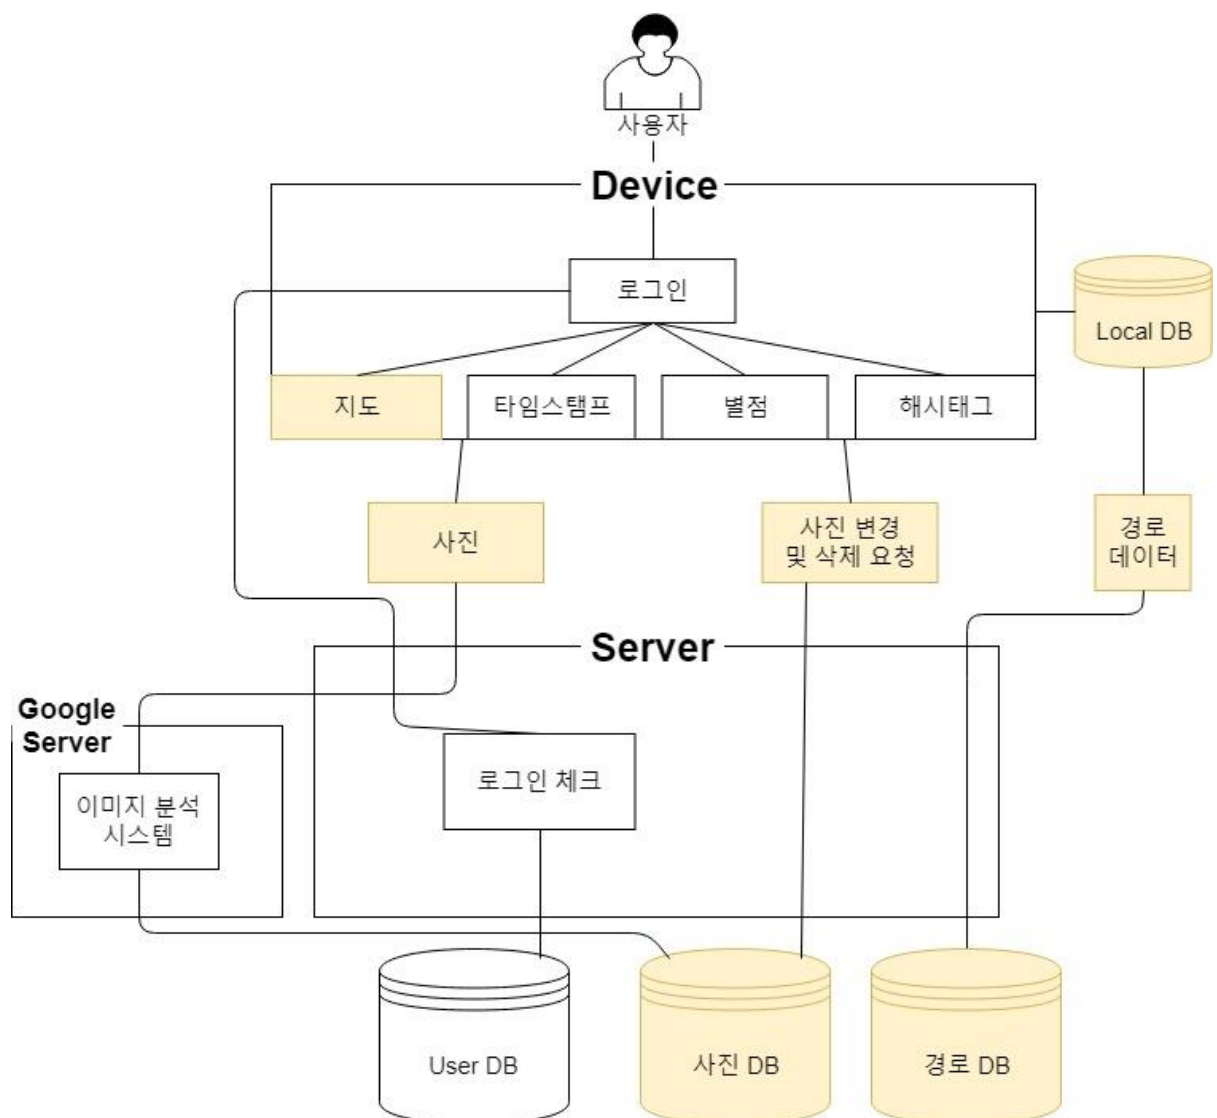 사용자
Device
로그인
Local DB
지도
타임스탬프
별점
해시태그
사진
사진 변경
및 삭제 요청
경로
데이터
Server
Google
Server
이미지 분석
시스템
로그인 체크
User DB
사진 DB
경로 DB